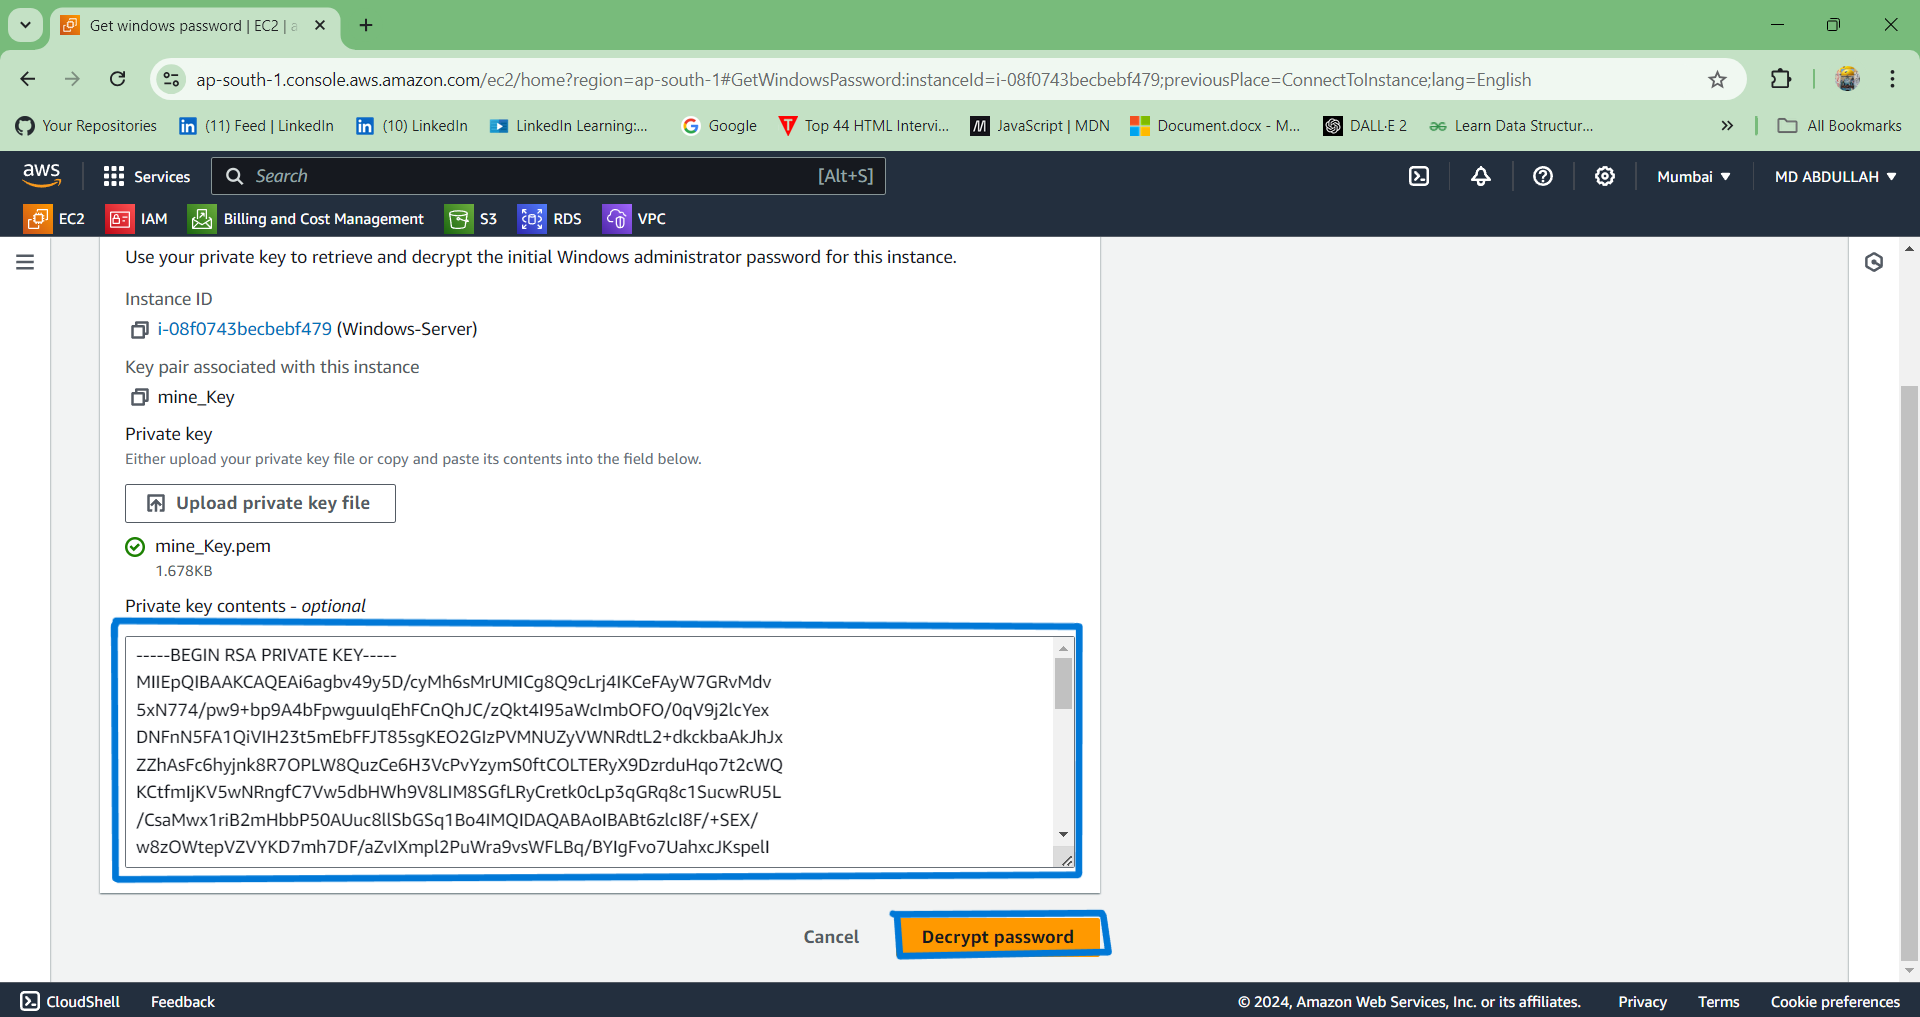 Get windows password | EC2 | a
ap-south-1.console.aws.amazon.com/ec2/home?region=ap-south-1#GetWindowsPassword:instanceId=i-08f0743becbebf479;previousPlace=ConnectToInstance;lang=English
Your Repositories (11) Feed | LinkedIn (10) LinkedIn LinkedIn Learning:... Google Top 44 HTML Intervi... JavaScript | MDN Document.docx - M... DALL·E 2 Learn Data Structur... All Bookmarks
aws Services Search [Alt+S] Mumbai MD ABDULLAH
EC2 IAM Billing and Cost Management S3 RDS VPC
Use your private key to retrieve and decrypt the initial Windows administrator password for this instance.
Instance ID
i-08f0743becbebf479 (Windows-Server)
Key pair associated with this instance
mine_Key
Private key
Either upload your private key file or copy and paste its contents into the field below.
Upload private key file
mine_Key.pem
1.678KB
Private key contents - optional
-----BEGIN RSA PRIVATE KEY-----
MIIEpQIBAAKCAQEAi6agbv49y5D/cyMh6sMrUMICg8Q9cLrj4IKCeFAyW7GRvMdv
5xN774/pw9+bp9A4bFpwguuIqEhFCnQhJC/zQkt4I95aWcImbOFO/0qV9j2lcYex
DNFnN5FA1QiVIH23t5mEbFFJT85sgKEO2GIzPVMNUZyVWNRdtL2+dkckbaAkJhJx
ZZhAsFc6hyjnk8R7OPLW8QuzCe6H3VcPvYzymS0ftCOLTERyX9DzrduHqo7t2cWQ
KCtfmIjKV5wNRngfC7Vw5dbHWh9V8LIM8SGfLRyCretk0cLp3qGRq8c1SucwRU5L
/CsaMwx1riB2mHbbP50AUuc8llSbGSq1Bo4IMQIDAQABAoIBABt6zlcI8F/+SEX/
w8zOWtepVZVYKD7mh7DF/aZvIXmpl2PuWra9vsWFLBq/BYIgFvo7UahxcJKspelI
Cancel Decrypt password
CloudShell Feedback © 2024, Amazon Web Services, Inc. or its affiliates. Privacy Terms Cookie preferences